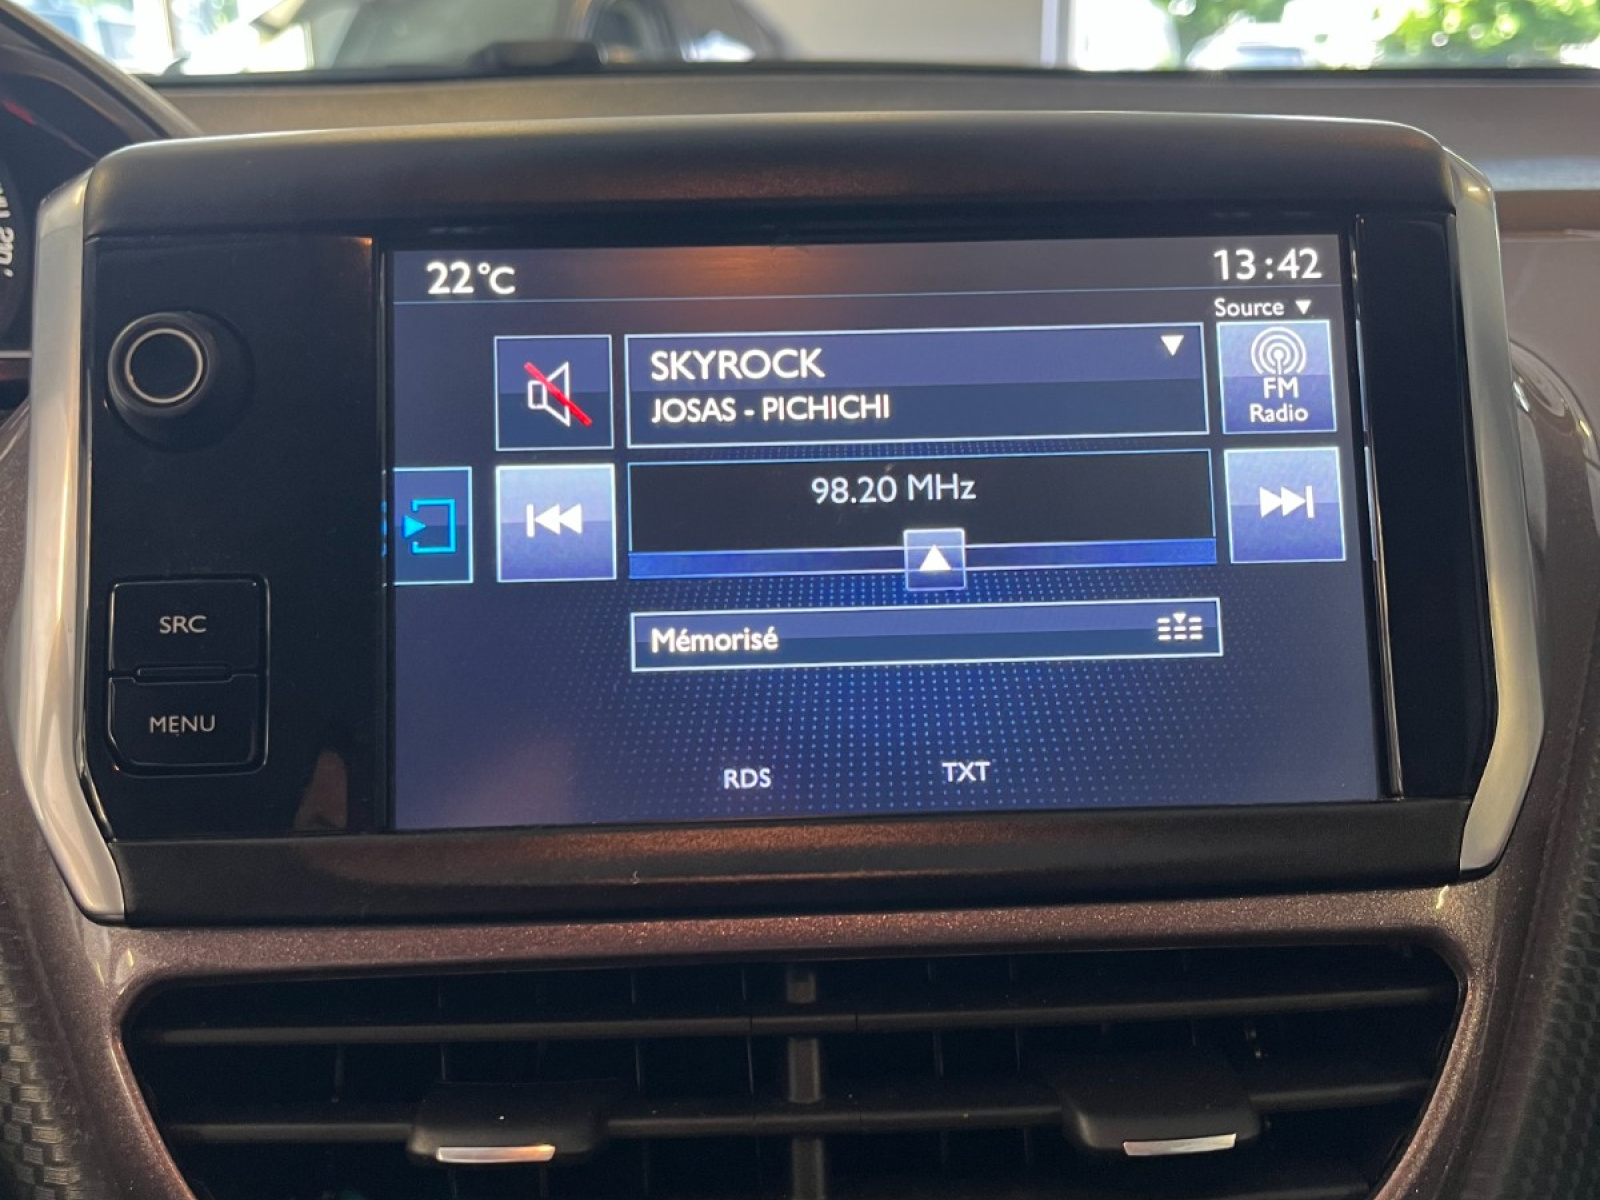 22°C
13:42
Source
SKYROCK
JOSAS - PICHICHI
FM
Radio
98.20 MHz
Mémorisé
SRC
MENU
RDS
TXT